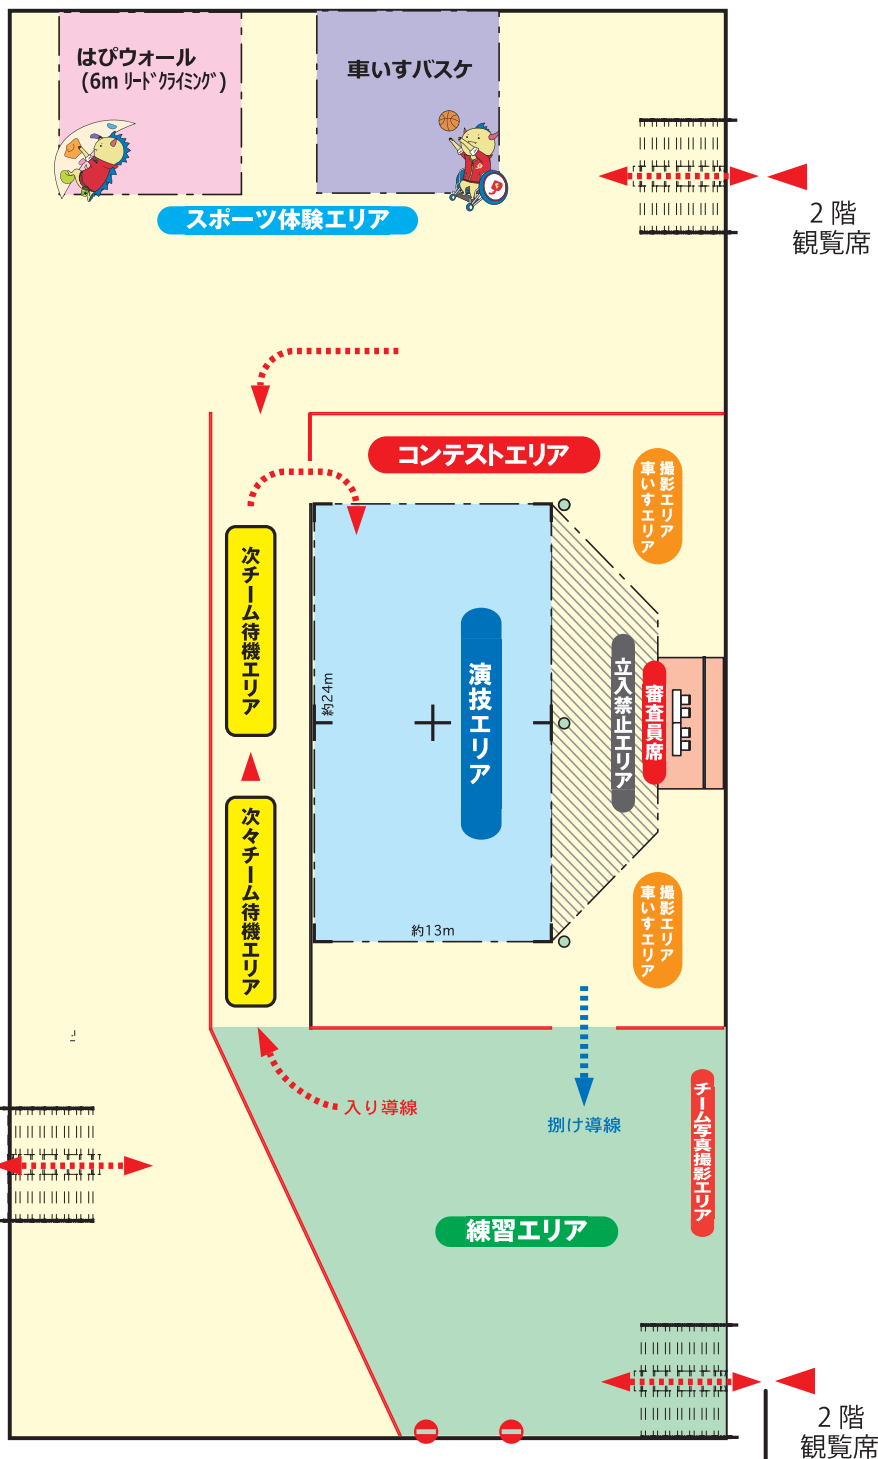 はぴウォール
(6m リードクライミング)
車いすバスケ
スポーツ体験エリア
2階
観覧席
コンテストエリア
撮影エリア
車いすエリア
次チーム待機エリア
演技エリア
約24m
立入禁止エリア
審査員席
次々チーム待機エリア
約13m
撮影エリア
車いすエリア
入り導線
捌け導線
チーム写真撮影エリア
練習エリア
2階
観覧席